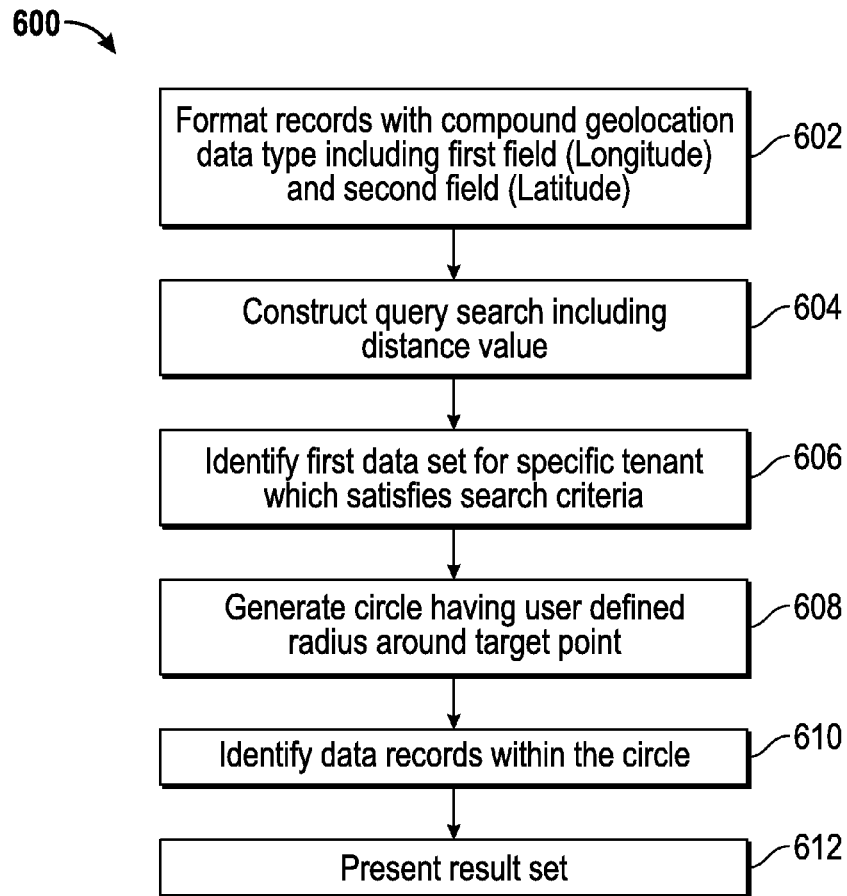 600
Format records with compound geolocation
data type including first field (Longitude)
and second field (Latitude)
602
Construct query search including
distance value
604
Identify first data set for specific tenant
which satisfies search criteria
606
Generate circle having user defined
radius around target point
608
Identify data records within the circle
610
Present result set
612